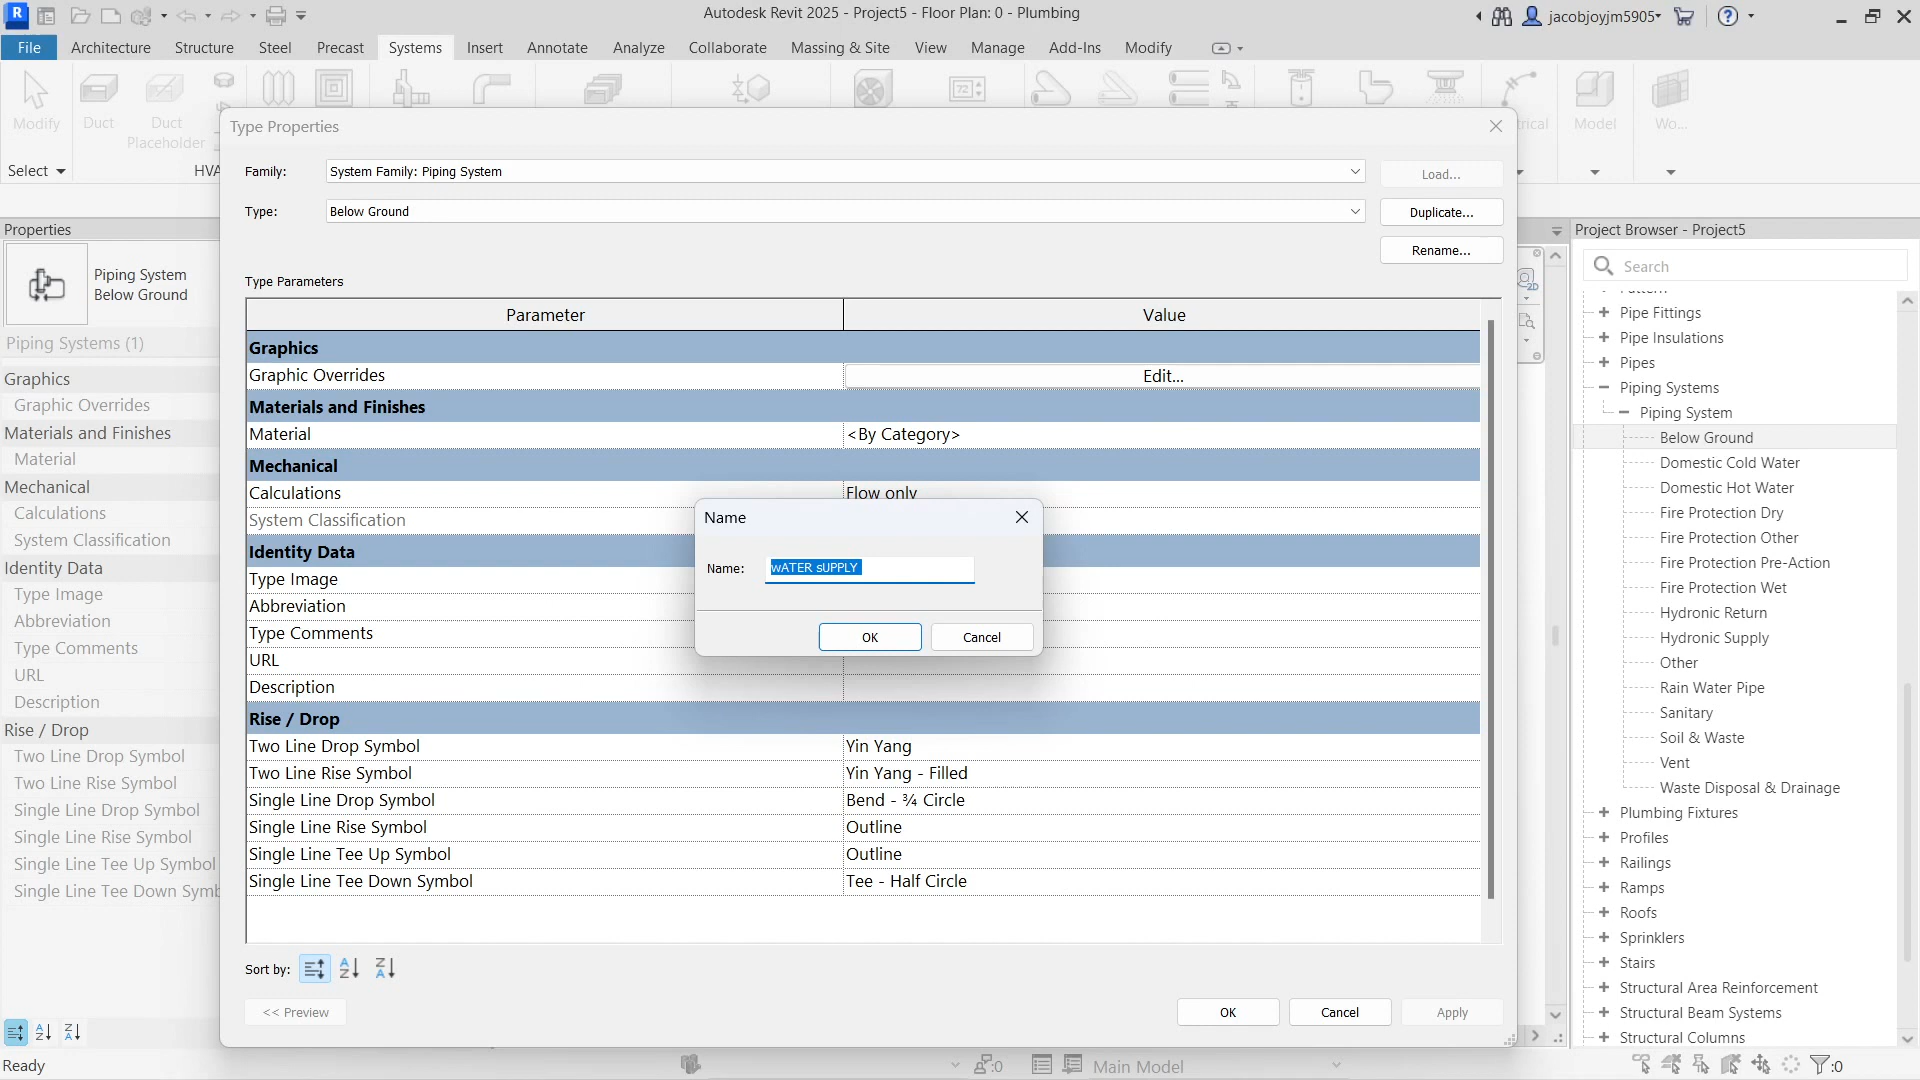 Autodesk Revit 2025 - Project5 - Floor Plan: 0 - Plumbing
jacobjoyjm5905
File
Architecture
Structure
Steel
Precast
Systems
Insert
Annotate
Analyze
Collaborate
Massing & Site
View
Manage
Add-Ins
Modify
Modify
Duct
Duct
Placeholder
Model
Wo...
Select
HVA
Type Properties
Family:
System Family: Piping System
Load...
Type:
Below Ground
Duplicate...
Rename...
Type Parameters
Parameter
Value
Graphics
Graphic Overrides
Edit...
Materials and Finishes
Material
<By Category>
Mechanical
Calculations
Flow only
System Classification
Identity Data
Type Image
Abbreviation
Type Comments
URL
Description
Rise / Drop
Two Line Drop Symbol
Yin Yang
Two Line Rise Symbol
Yin Yang - Filled
Single Line Drop Symbol
Bend - ¾ Circle
Single Line Rise Symbol
Outline
Single Line Tee Up Symbol
Outline
Single Line Tee Down Symbol
Tee - Half Circle
Sort by:
<< Preview
OK
Cancel
Apply
Name
Name:
wATER sUPPLY
OK
Cancel
Properties
Piping System
Below Ground
Piping Systems (1)
Graphics
Graphic Overrides
Materials and Finishes
Material
Mechanical
Calculations
System Classification
Identity Data
Type Image
Abbreviation
Type Comments
URL
Description
Rise / Drop
Two Line Drop Symbol
Two Line Rise Symbol
Single Line Drop Symbol
Single Line Rise Symbol
Single Line Tee Up Symbol
Single Line Tee Down Symb
Project Browser - Project5
Search
Pipe Fittings
Pipe Insulations
Pipes
Piping Systems
Piping System
Below Ground
Domestic Cold Water
Domestic Hot Water
Fire Protection Dry
Fire Protection Other
Fire Protection Pre-Action
Fire Protection Wet
Hydronic Return
Hydronic Supply
Other
Rain Water Pipe
Sanitary
Soil & Waste
Vent
Waste Disposal & Drainage
Plumbing Fixtures
Profiles
Railings
Ramps
Roofs
Sprinklers
Stairs
Structural Area Reinforcement
Structural Beam Systems
Structural Columns
Ready
:0
Main Model
:0